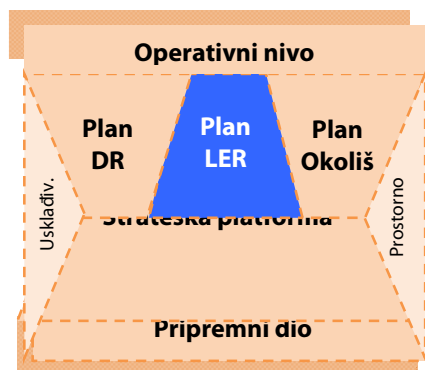 Operativni nivo
Plan
DR
Plan
LER
Plan
Okoliš
Usklađiv.
Prostorno
Strateška platforma
Pripremni dio